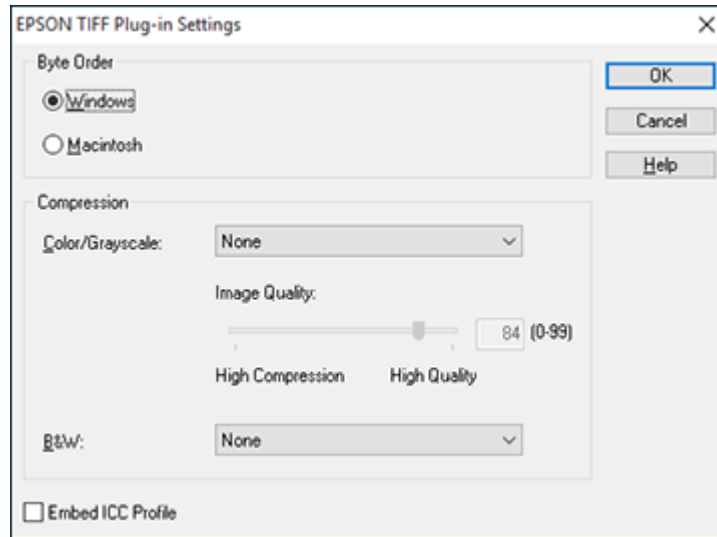 EPSON TIFF Plug-in Settings
Byte Order
Windows
Macintosh
OK
Cancel
Help
Compression
Color/Grayscale: None
Image Quality:
84 (0-99)
High Compression High Quality
B&W: None
Embed ICC Profile